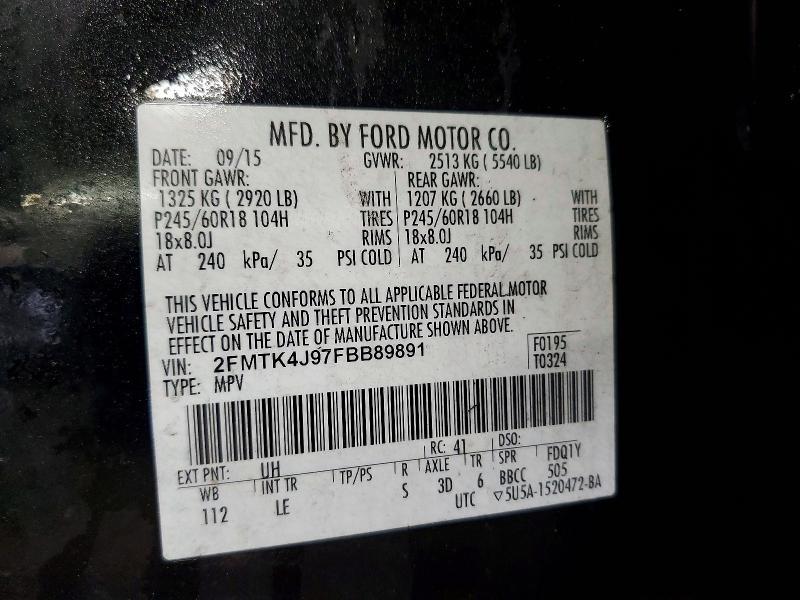 MFD. BY FORD MOTOR CO.
DATE: 09/15 GVWR: 2513 KG ( 5540 LB)
FRONT GAWR: REAR GAWR:
1325 KG ( 2920 LB) WITH 1207 KG ( 2660 LB) WITH
P245/60R18 104H TIRES P245/60R18 104H TIRES
18x8.0J RIMS 18x8.0J RIMS
AT 240 kPa/ 35 PSI COLD AT 240 kPa/ 35 PSI COLD
THIS VEHICLE CONFORMS TO ALL APPLICABLE FEDERAL MOTOR
VEHICLE SAFETY AND THEFT PREVENTION STANDARDS IN
EFFECT ON THE DATE OF MANUFACTURE SHOWN ABOVE.
VIN: 2FMTK4J97FBB89891 F0195
TYPE: MPV T0324
EXT PNT: UH RC: 41 DSO: FDQ1Y
WB INT TR TP/PS R AXLE TR SPR 505
112 LE S 3D 6 BBCC
UTC ▽5U5A-1520472-BA